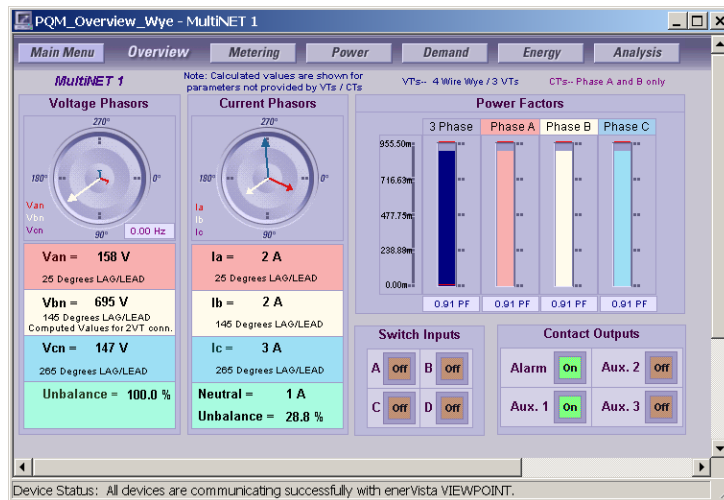 PQM_Overview_Wye - MultiNET 1
Main Menu Overview Metering Power Demand Energy Analysis
MultiNET 1
Note: Calculated values are shown for
parameters not provided by VTs / CTs
VT's-- 4 Wire Wye / 3 VTs
CT's-- Phase A and B only
Voltage Phasors
270°
180°
0°
90°
Van
Vbn
Vcn
0.00 Hz
Van = 158 V
25 Degrees LAG/LEAD
Vbn = 695 V
145 Degrees LAG/LEAD
Computed Values for 2VT conn.
Vcn = 147 V
265 Degrees LAG/LEAD
Unbalance = 100.0 %
Current Phasors
270°
180°
0°
90°
Ia
Ib
Ic
Ia = 2 A
25 Degrees LAG/LEAD
Ib = 2 A
145 Degrees LAG/LEAD
Ic = 3 A
265 Degrees LAG/LEAD
Neutral = 1 A
Unbalance = 28.8 %
Power Factors
3 Phase Phase A Phase B Phase C
955.50m
716.63m
477.75m
238.88m
0.00m
0.91 PF 0.91 PF 0.91 PF 0.91 PF
Switch Inputs
A Off B Off
C Off D Off
Contact Outputs
Alarm On Aux. 2 Off
Aux. 1 On Aux. 3 Off
Device Status: All devices are communicating successfully with enerVista VIEWPOINT.